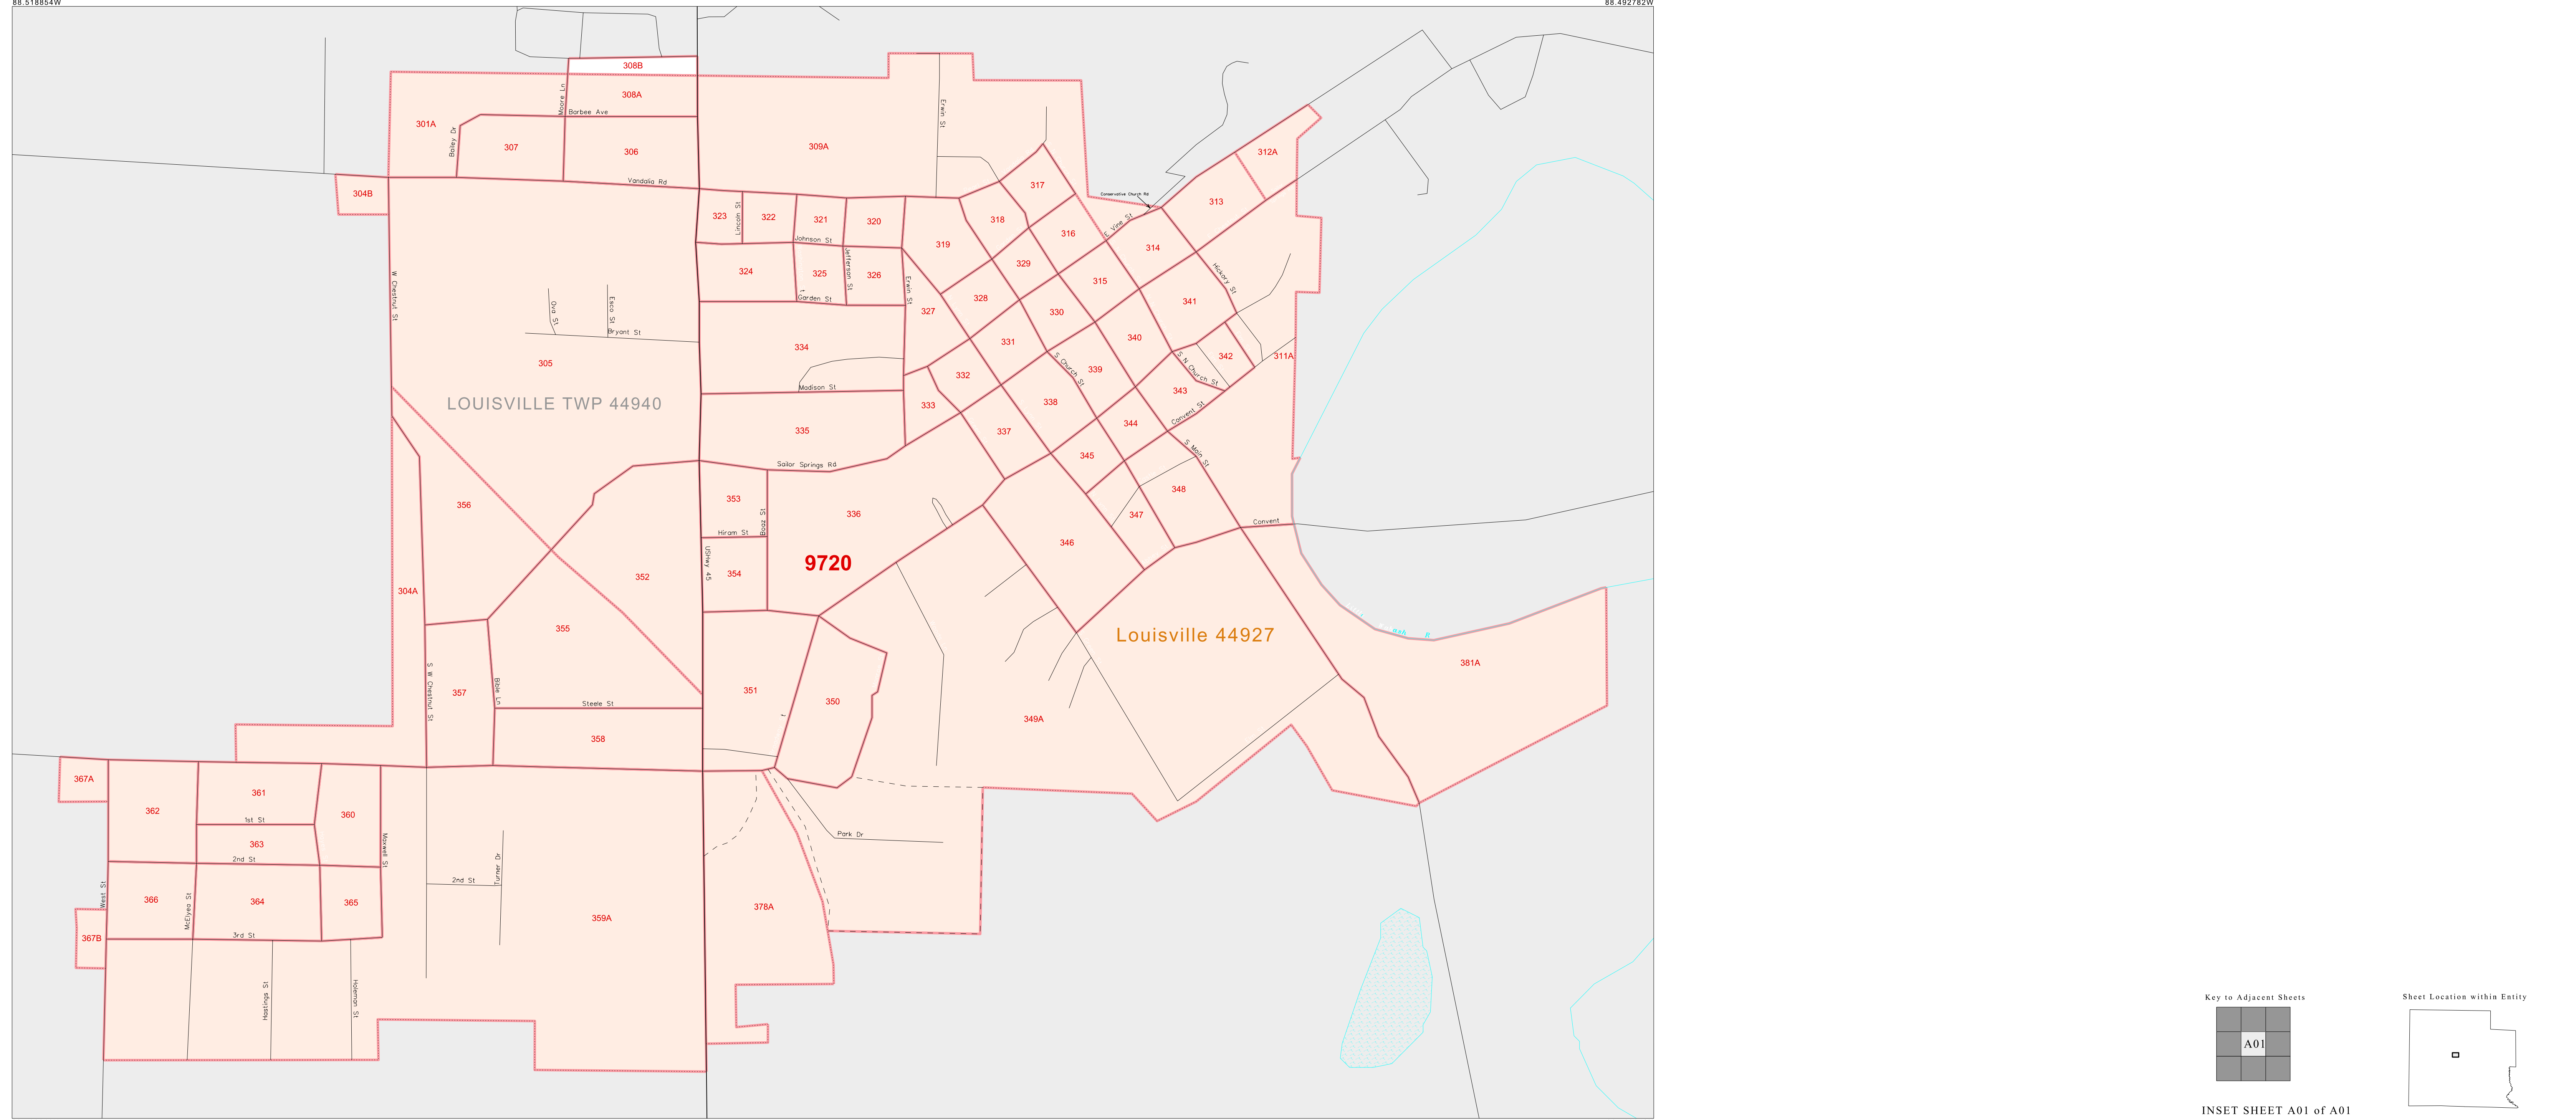 88.518854W
88.492782W
308B
308A
Moore Ln
Barbee Ave
301A
Bailey Dr
307
306
309A
Erwin St
312A
Vandalia Rd
304B
317
Conservative Church Rd
313
323
Lincoln St
322
321
320
318
E Vine St
316
314
319
Johnson St
324
325
Jefferson St
326
329
315
Hickory St
W Chestnut St
Ova St
Esco St
Garden St
Erwin St
328
341
327
330
Bryant St
331
340
334
S Church St
342
311A
305
332
339
S N Church St
Madison St
343
LOUISVILLE TWP 44940
333
338
Convent St
335
337
344
S Main St
345
Sailor Springs Rd
356
353
Booz St
336
348
347
Convent
Hiram St
346
USHwy 45
354
9720
352
304A
355
Louisville 44927
381A
S W Chestnut St
357
Bible Ln
351
350
349A
Steele St
358
367A
361
362
360
1st St
Maxwell St
363
Park Dr
2nd St
Turner Dr
2nd St
West St
McElyea St
366
364
365
359A
378A
367B
3rd St
Hastings St
Holeman St
Key to Adjacent Sheets
Sheet Location within Entity
A01
INSET SHEET A01 of A01